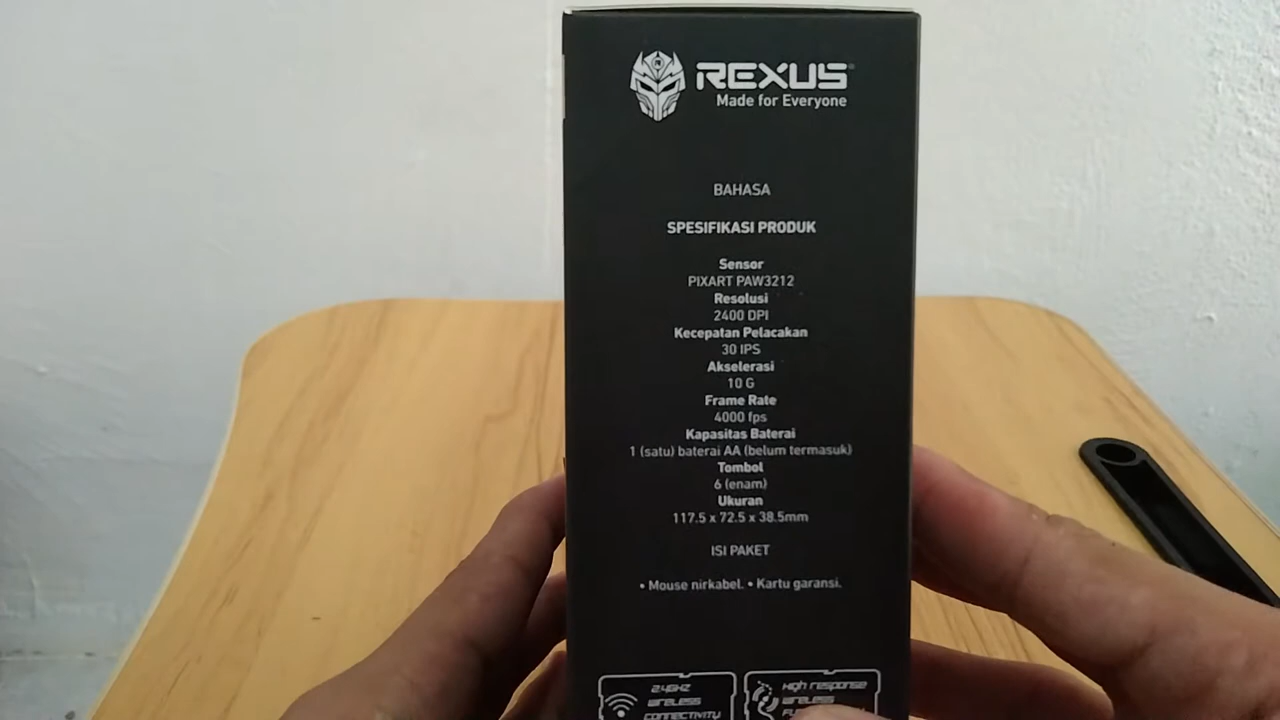 REXUS
Made for Everyone
BAHASA
SPESIFIKASI PRODUK
Sensor
PIXART PAW3212
Resolusi
2400 DPI
Kecepatan Pelacakan
30 IPS
Akselerasi
10 G
Frame Rate
4000 fps
Kapasitas Baterai
1 (satu) baterai AA (belum termasuk)
Tombol
6 (enam)
Ukuran
117.5 x 72.5 x 38.5mm
ISI PAKET
• Mouse nirkabel. • Kartu garansi.
2.4GHZ
WIRELESS
CONNECTIVITY
HIGH RESPONSE
WIRELESS